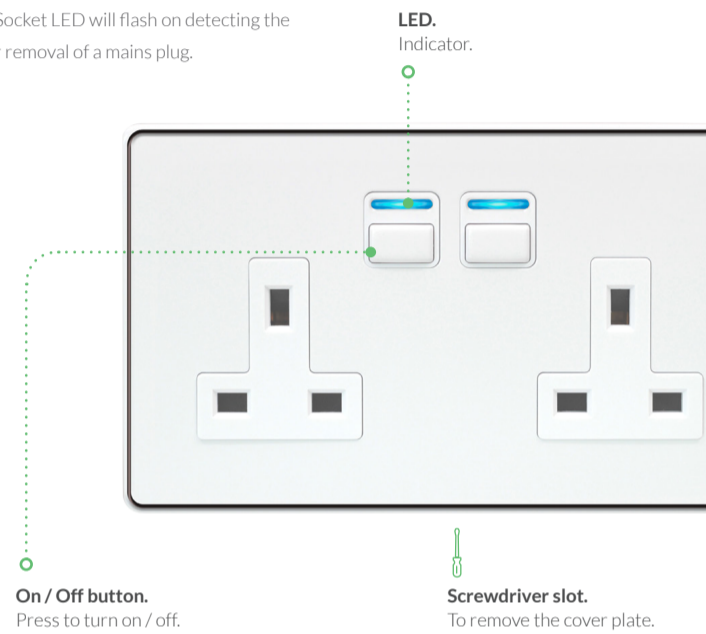 Socket LED will flash on detecting the
removal of a mains plug.
LED.
Indicator.
On / Off button.
Press to turn on / off.
Screwdriver slot.
To remove the cover plate.